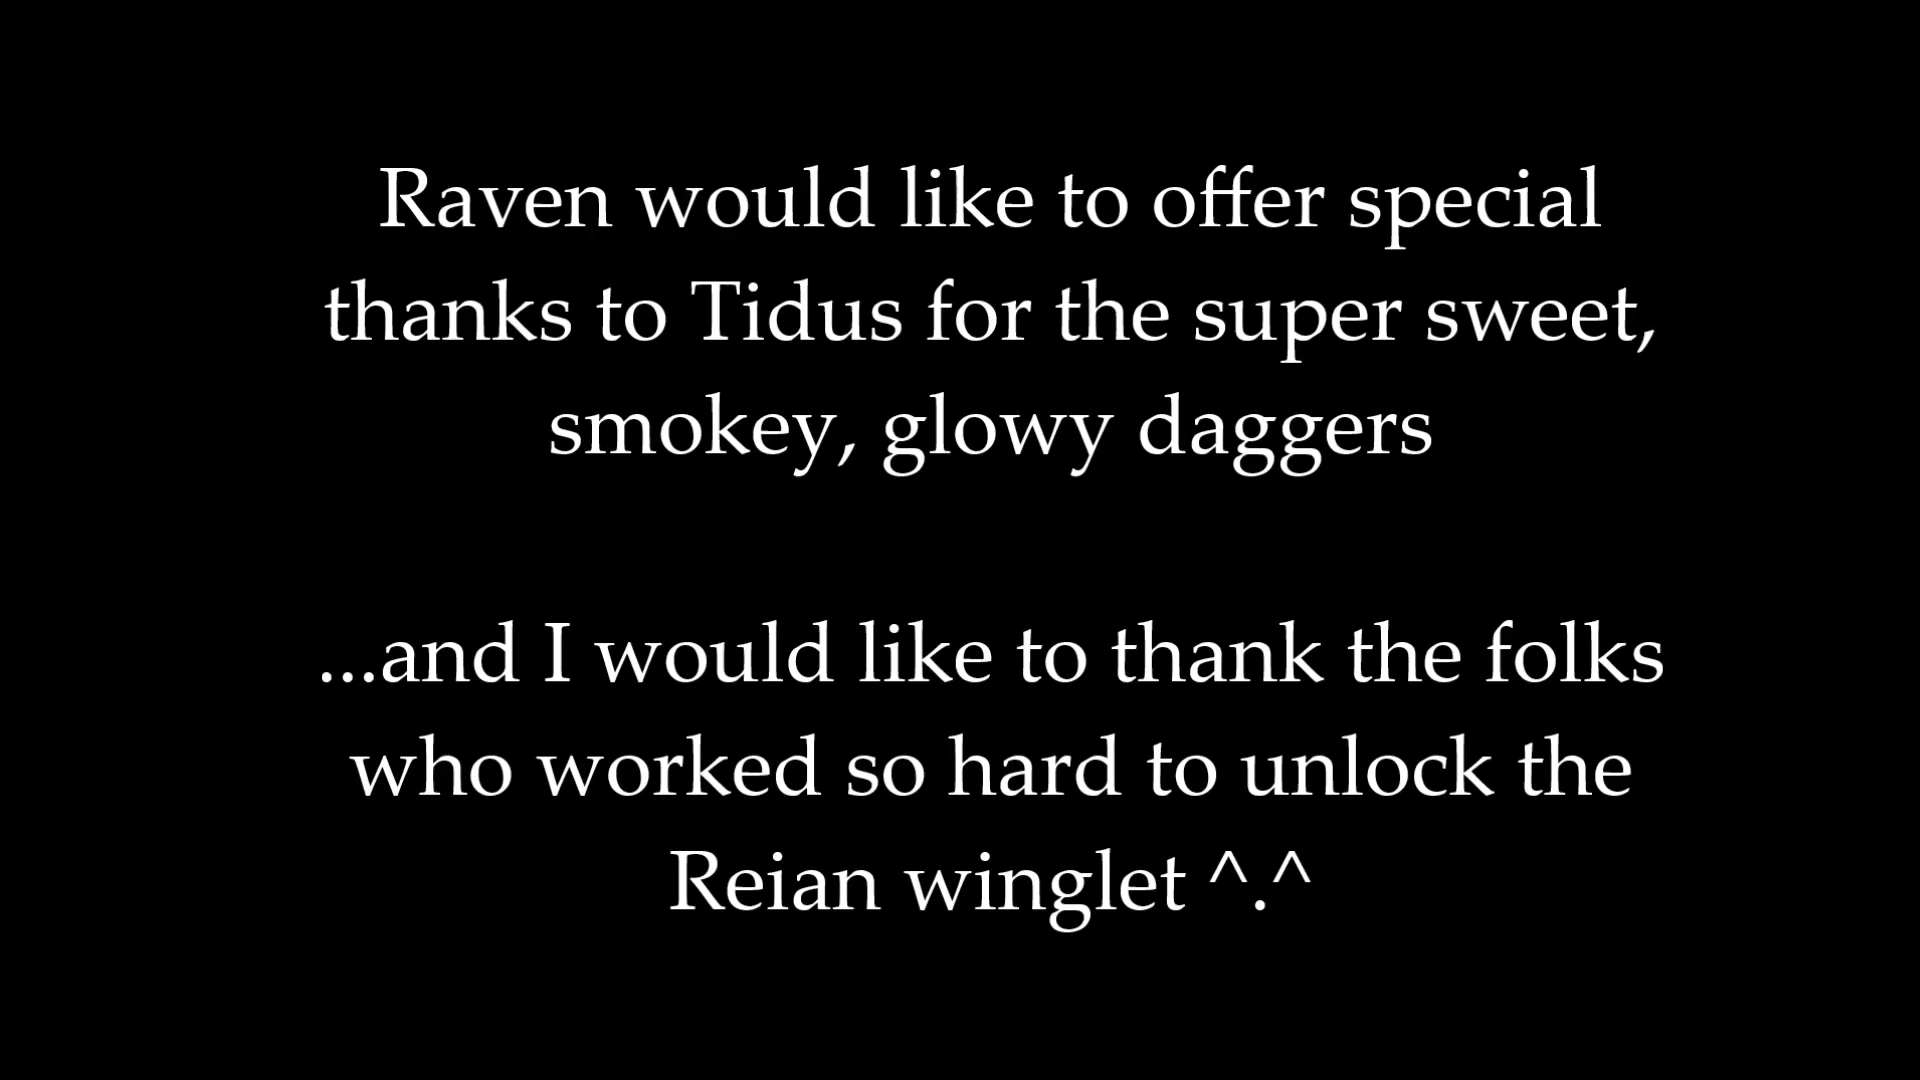 Raven would like to offer special
thanks to Tidus for the super sweet,
smokey, glowy daggers
...and I would like to thank the folks
who worked so hard to unlock the
Reian winglet ^.^